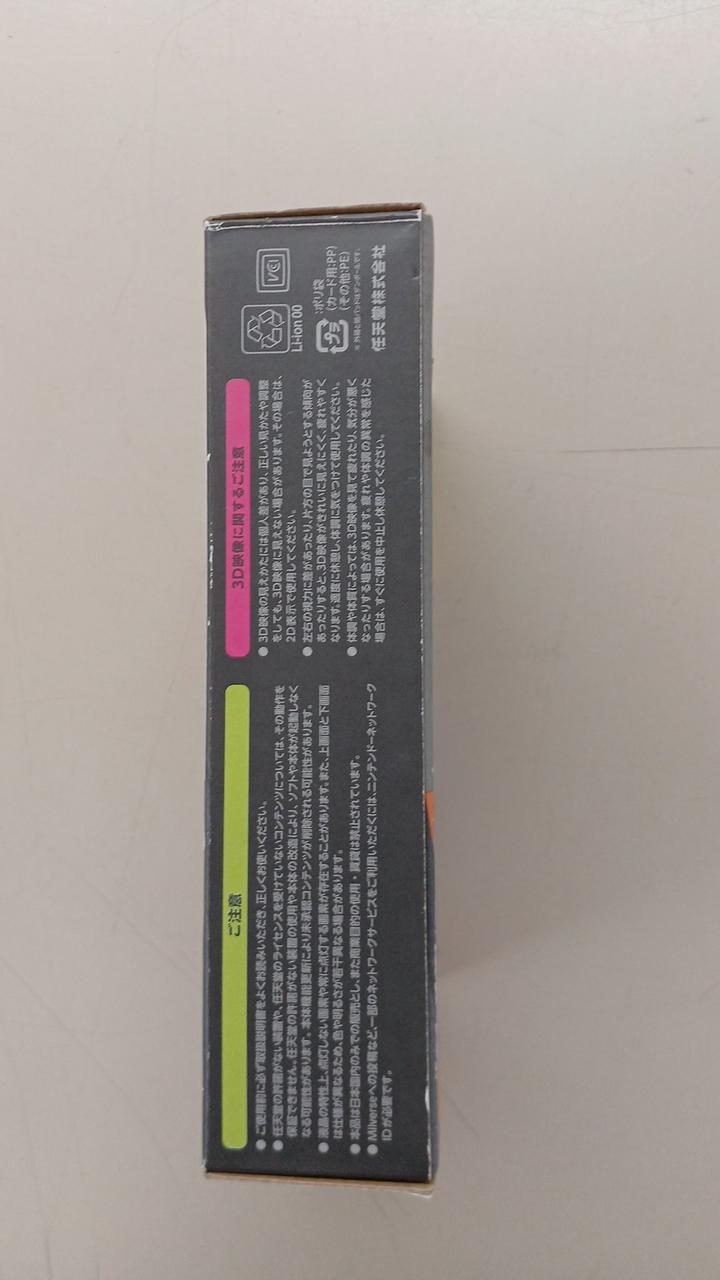 ご注意
●ご使用前に必ず取扱説明書をよくお読みいただき、正しくお使いください。
●任天堂の許諾がない装置や、任天堂のライセンスを受けていないコンテンツについては、その動作を
保証できません。任天堂の許諾がない装置の使用や本体の改造により、ソフトや本体が起動しなく
なる可能性があります。本体機能更新により未承認コンテンツが削除される可能性があります。
●液晶の特性上、点灯しない画素や常に点灯する画素が存在することがあります。また、上画面と下画面
は仕様が異なるため、色や明るさが若干異なる場合があります。
●本品は日本国内のみでの販売とし、また商業目的の使用・賃貸は禁止されています。
●Miiverseへの投稿など、一部のネットワークサービスをご利用いただくには、ニンテンドーネットワーク
IDが必要です。
3D映像に関するご注意
●3D映像の見えかたには個人差があり、正しい見かたや調整
をしても、3D映像に見えない場合があります。その場合は、
2D表示で使用してください。
●左右の視力に差があったり、片方の目で見ようとする傾向が
あったりすると、3D映像がきれいに見えにくく、疲れやすく
なります。適度に休憩し、体調に気をつけて使用してください。
●体調や体質によっては、3D映像を見て疲れたり、気分が悪く
なったりする場合があります。疲れや体調の異常を感じた
場合は、すぐに使用を中止し休憩してください。
VCI
Li-ion 00
プラ
:ポリ袋
(カード用:PP)
(その他:PE)
※外箱と紙パッドはダンボールです。
任天堂株式会社